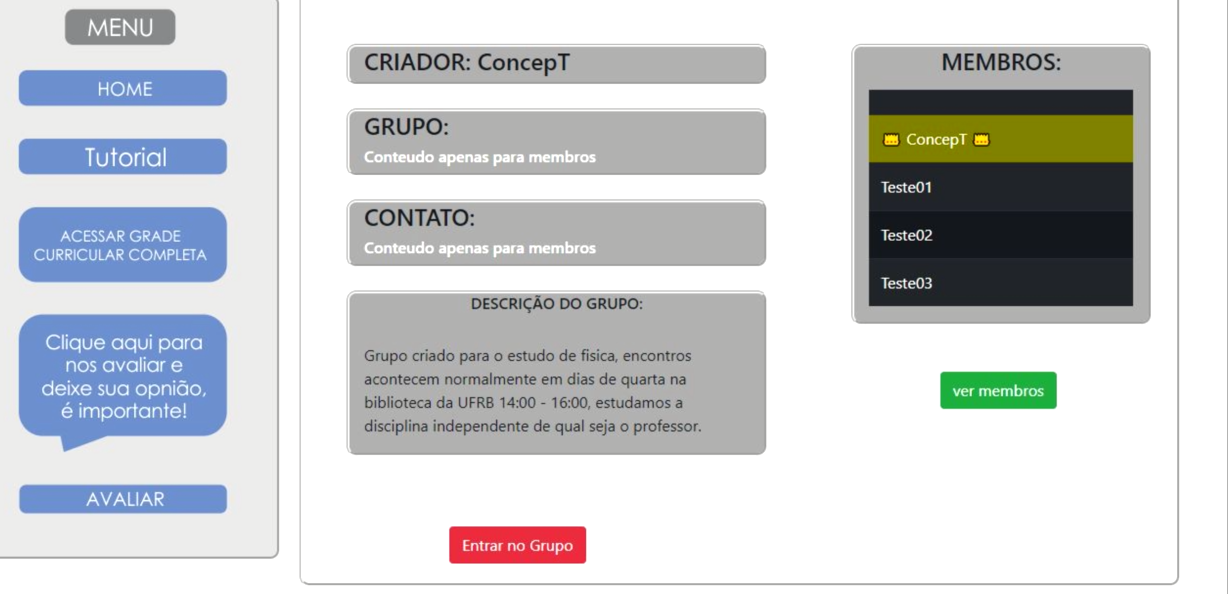 MENU
HOME
Tutorial
ACESSAR GRADE
CURRICULAR COMPLETA
Clique aqui para
nos avaliar e
deixe sua opnião,
é importante!
AVALIAR
CRIADOR: ConcepT
GRUPO:
Conteudo apenas para membros
CONTATO:
Conteudo apenas para membros
DESCRIÇÃO DO GRUPO:
Grupo criado para o estudo de fisica, encontros
acontecem normalmente em dias de quarta na
biblioteca da UFRB 14:00 - 16:00, estudamos a
disciplina independente de qual seja o professor.
Entrar no Grupo
MEMBROS:
ConcepT
Teste01
Teste02
Teste03
ver membros